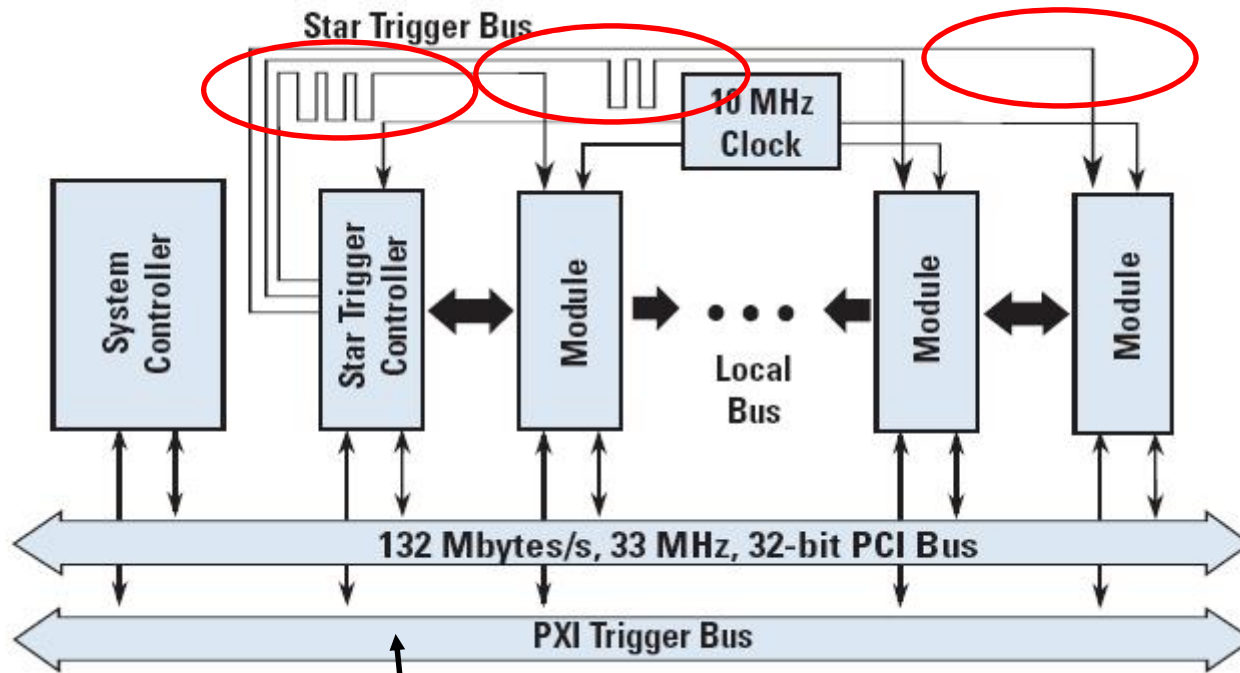 Star Trigger Bus
10 MHz
Clock
System
Controller
Star Trigger
Controller
Module
Local
Bus
Module
Module
132 Mbytes/s, 33 MHz, 32-bit PCI Bus
PXI Trigger Bus